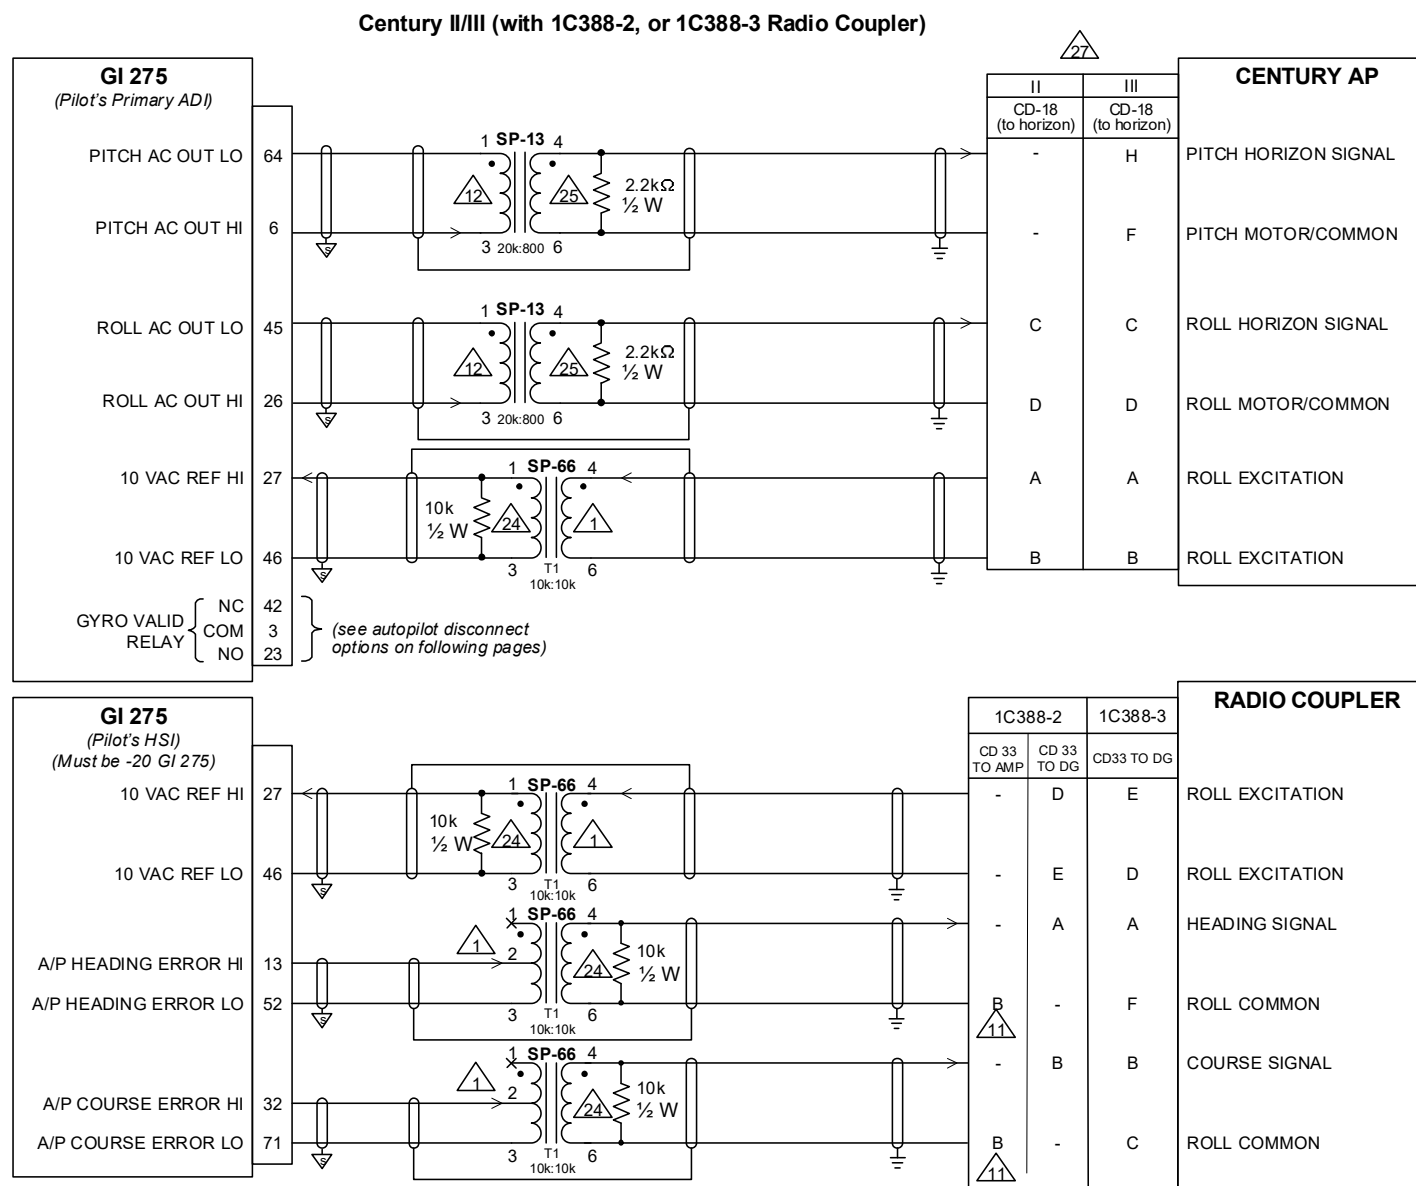 Century II/III (with 1C388-2, or 1C388-3 Radio Coupler)
27
GI 275
(Pilot's Primary ADI)
II III
CENTURY AP
CD-18 (to horizon) CD-18 (to horizon)
PITCH AC OUT LO 64 1 SP-13 4 - H PITCH HORIZON SIGNAL
12 25 2.2kΩ ½ W
PITCH AC OUT HI 6 3 20k:800 6 - F PITCH MOTOR/COMMON
S
ROLL AC OUT LO 45 1 SP-13 4 C C ROLL HORIZON SIGNAL
12 25 2.2kΩ ½ W
ROLL AC OUT HI 26 3 20k:800 6 D D ROLL MOTOR/COMMON
S
10 VAC REF HI 27 1 SP-66 4 A A ROLL EXCITATION
10k ½ W 24 1
10 VAC REF LO 46 3 T1 6 B B ROLL EXCITATION
S
10k:10k
GYRO VALID RELAY
NC 42
COM 3
NO 23
(see autopilot disconnect
options on following pages)
GI 275
(Pilot's HSI)
(Must be -20 GI 275)
1C388-2 1C388-3
RADIO COUPLER
CD 33 TO AMP CD 33 TO DG CD33 TO DG
10 VAC REF HI 27 1 SP-66 4 - D E ROLL EXCITATION
10k ½ W 24 1
10 VAC REF LO 46 3 T1 6 - E D ROLL EXCITATION
S
10k:10k
1 SP-66 4 - A A HEADING SIGNAL
1
A/P HEADING ERROR HI 13 2 24 10k ½ W
A/P HEADING ERROR LO 52 3 T1 6 B - F ROLL COMMON
S
10k:10k
11
1 SP-66 4 - B B COURSE SIGNAL
1
A/P COURSE ERROR HI 32 2 24 10k ½ W
A/P COURSE ERROR LO 71 3 T1 6 B - C ROLL COMMON
S
10k:10k
11